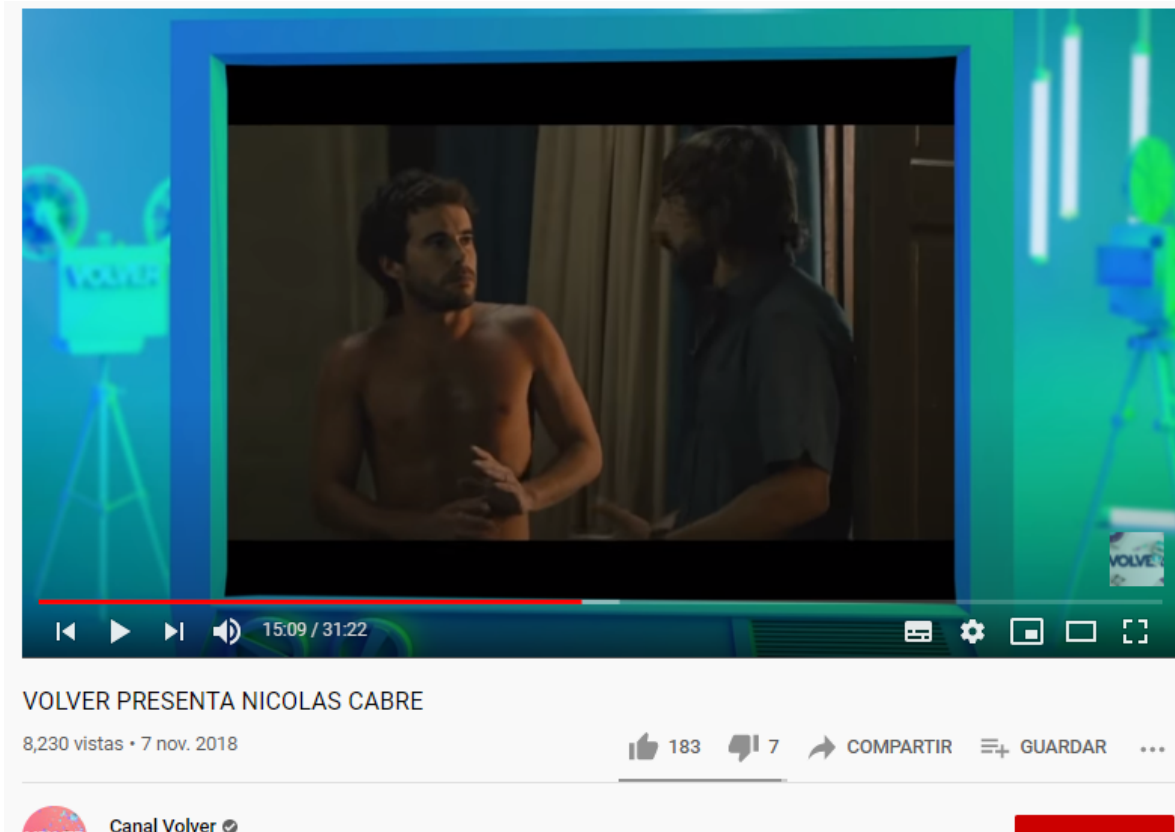 VOLVER
VOLVE
15:09 / 31:22
VOLVER PRESENTA NICOLAS CABRE
8,230 vistas • 7 nov. 2018
183
7
COMPARTIR
GUARDAR
Canal Volver